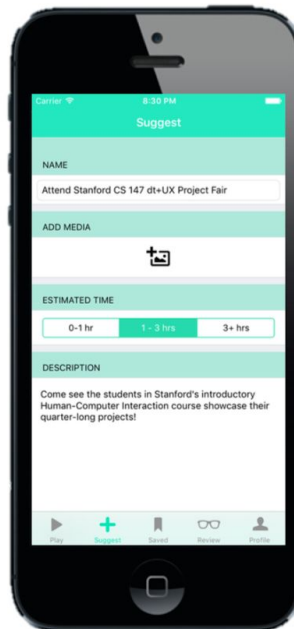 Carrier 8:30 PM
Suggest
NAME
Attend Stanford CS 147 dt+UX Project Fair
ADD MEDIA
ESTIMATED TIME
0-1 hr 1 - 3 hrs 3+ hrs
DESCRIPTION
Come see the students in Stanford's introductory
Human-Computer Interaction course showcase their
quarter-long projects!
Play Suggest Saved Review Profile